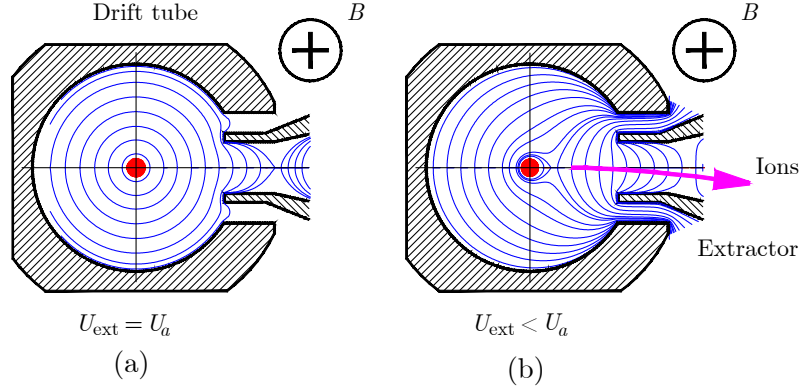 Drift tube
B
B
Ions
Extractor
U_ext = U_a
U_ext < U_a
(a)
(b)